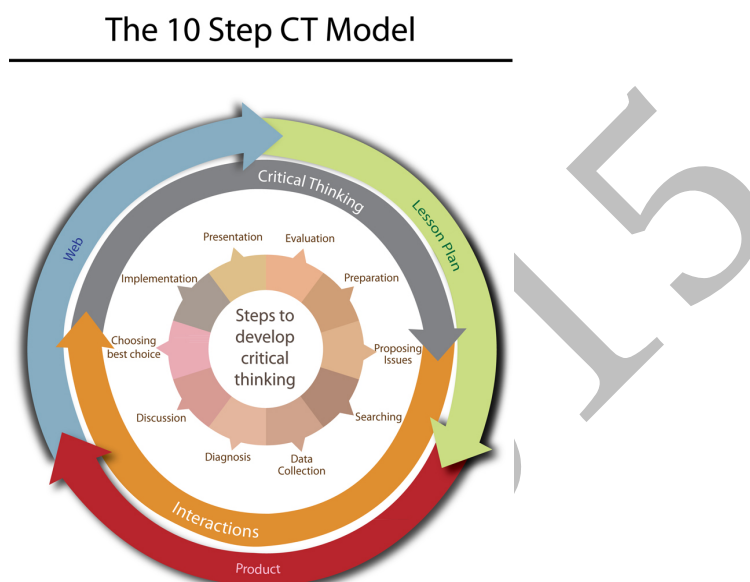 The 10 Step CT Model
Critical Thinking
Lesson Plan
Web
Presentation
Evaluation
Implementation
Preparation
Steps to
develop
critical
thinking
Choosing
best choice
Proposing
Issues
Discussion
Searching
Diagnosis
Data
Collection
Interactions
Product
15